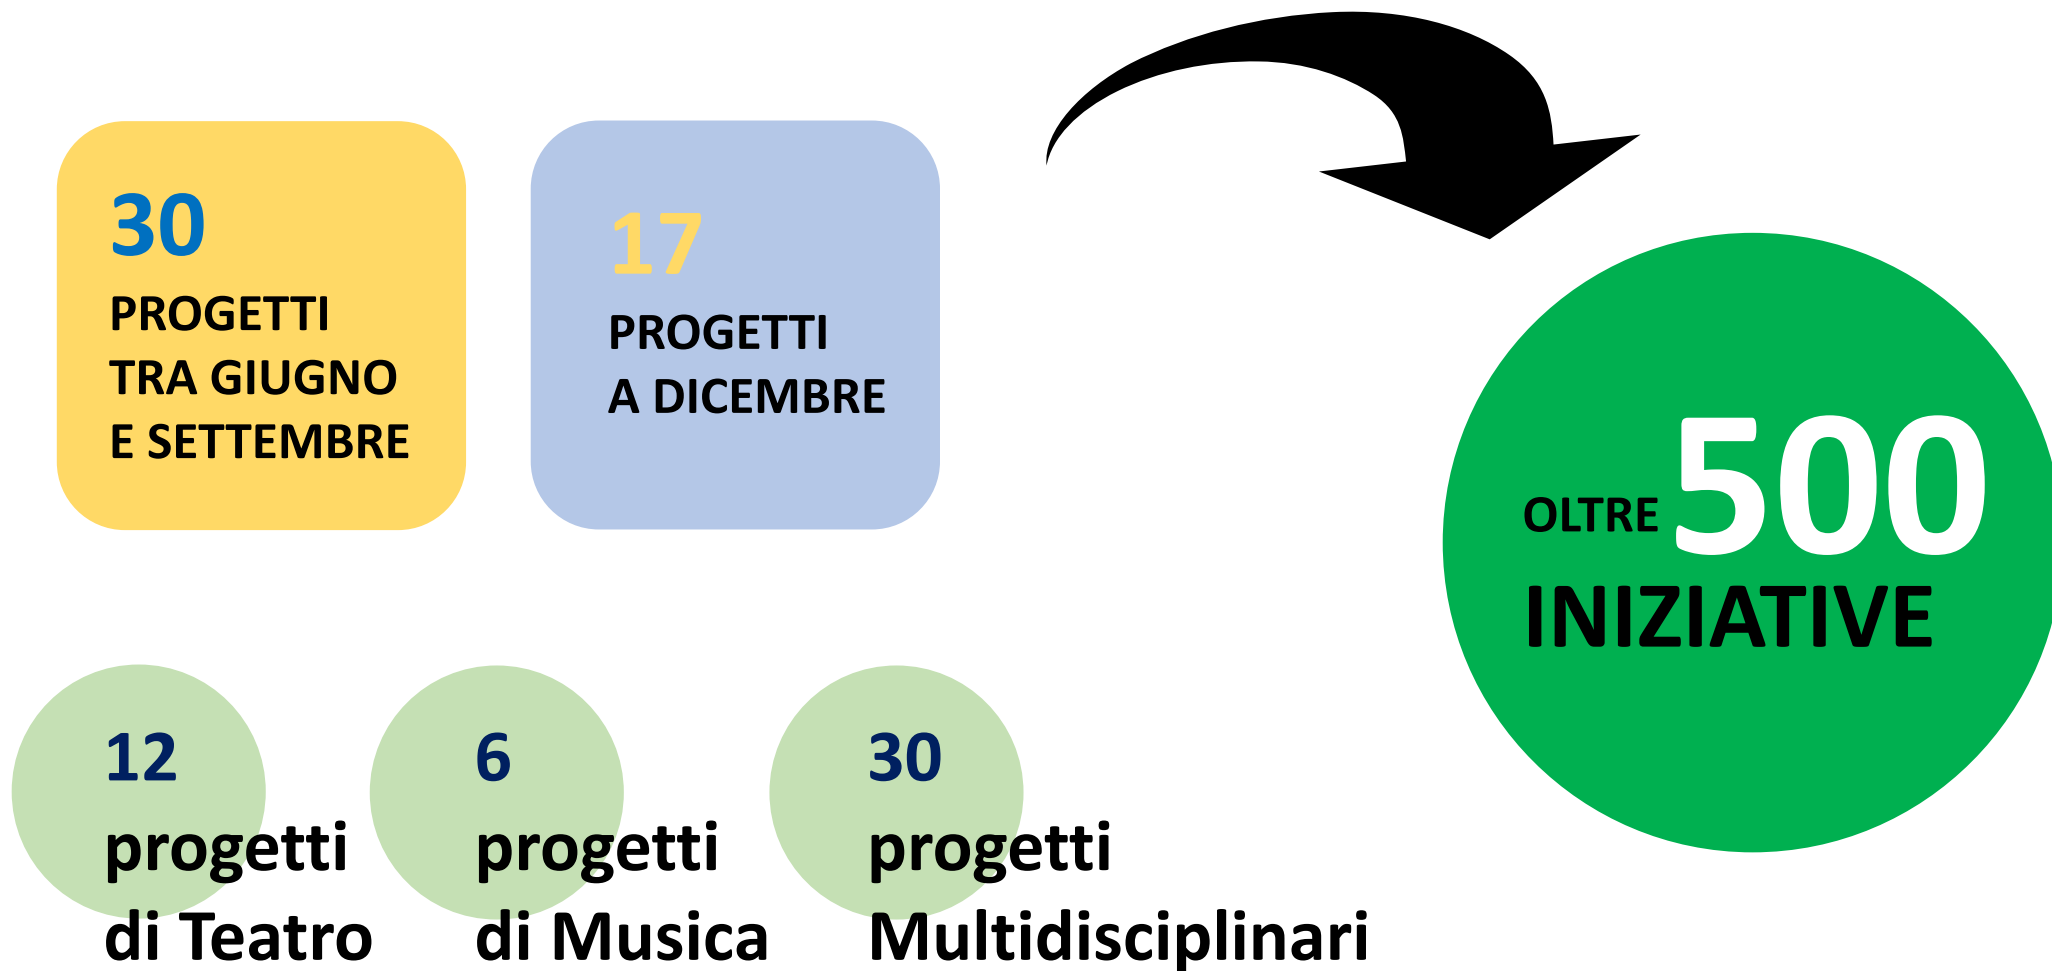 30
PROGETTI
TRA GIUGNO
E SETTEMBRE
17
PROGETTI
A DICEMBRE
OLTRE 500
INIZIATIVE
12
progetti
di Teatro
6
progetti
di Musica
30
progetti
Multidisciplinari